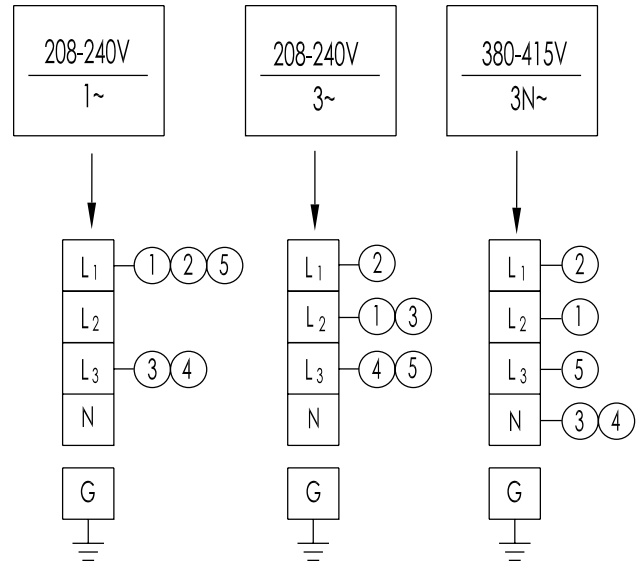 208-240V 208-240V 380-415V
1~ 3~ 3N~
L1 1 2 5 L1 2 L1 2
L2 L2 1 3 L2 1
L3 3 4 L3 4 5 L3 5
N N N 3 4
G G G